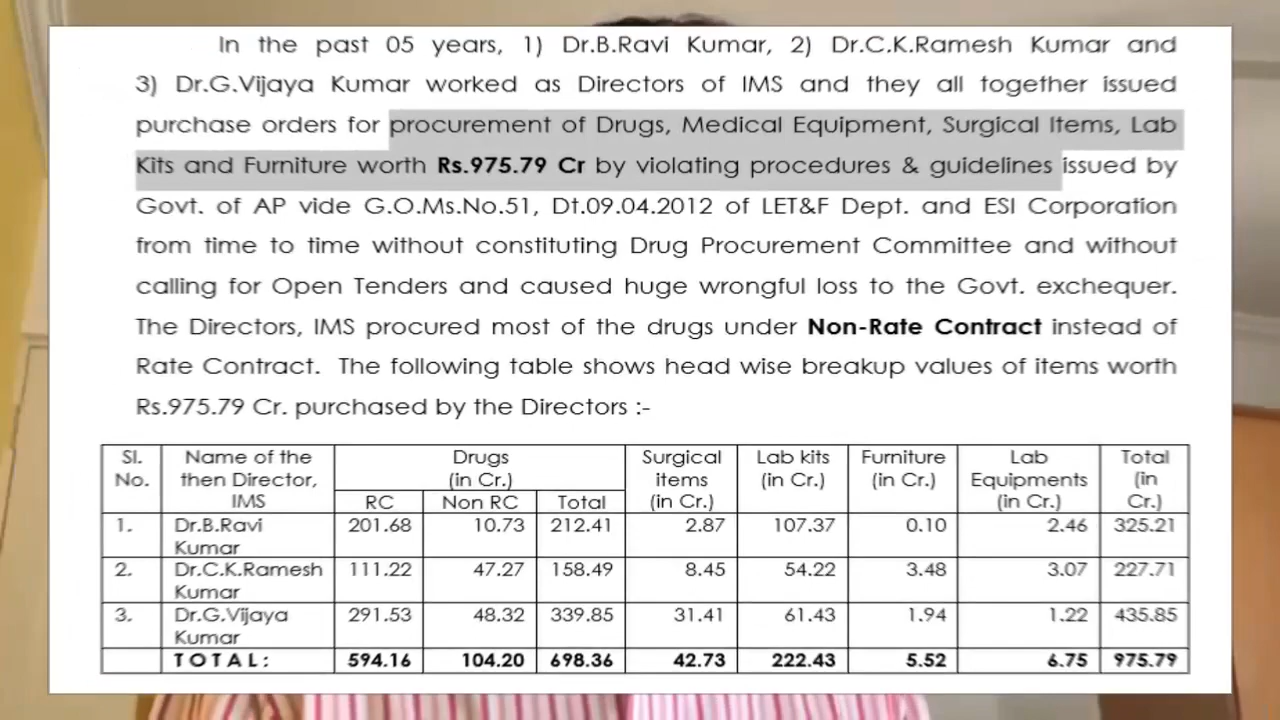 In the past 05 years, 1) Dr.B.Ravi Kumar, 2) Dr.C.K.Ramesh Kumar and
3) Dr.G.Vijaya Kumar worked as Directors of IMS and they all together issued
purchase orders for procurement of Drugs, Medical Equipment, Surgical Items, Lab
Kits and Furniture worth Rs.975.79 Cr by violating procedures & guidelines issued by
Govt. of AP vide G.O.Ms.No.51, Dt.09.04.2012 of LET&F Dept. and ESI Corporation
from time to time without constituting Drug Procurement Committee and without
calling for Open Tenders and caused huge wrongful loss to the Govt. exchequer.
The Directors, IMS procured most of the drugs under Non-Rate Contract instead of
Rate Contract. The following table shows head wise breakup values of items worth
Rs.975.79 Cr. purchased by the Directors :-
Sl. No. Name of the then Director, IMS Drugs (in Cr.) Surgical items (in Cr.) Lab kits (in Cr.) Furniture (in Cr.) Lab Equipments (in Cr.) Total (in Cr.)
RC Non RC Total
1. Dr.B.Ravi Kumar 201.68 10.73 212.41 2.87 107.37 0.10 2.46 325.21
2. Dr.C.K.Ramesh Kumar 111.22 47.27 158.49 8.45 54.22 3.48 3.07 227.71
3. Dr.G.Vijaya Kumar 291.53 48.32 339.85 31.41 61.43 1.94 1.22 435.85
TOTAL: 594.16 104.20 698.36 42.73 222.43 5.52 6.75 975.79